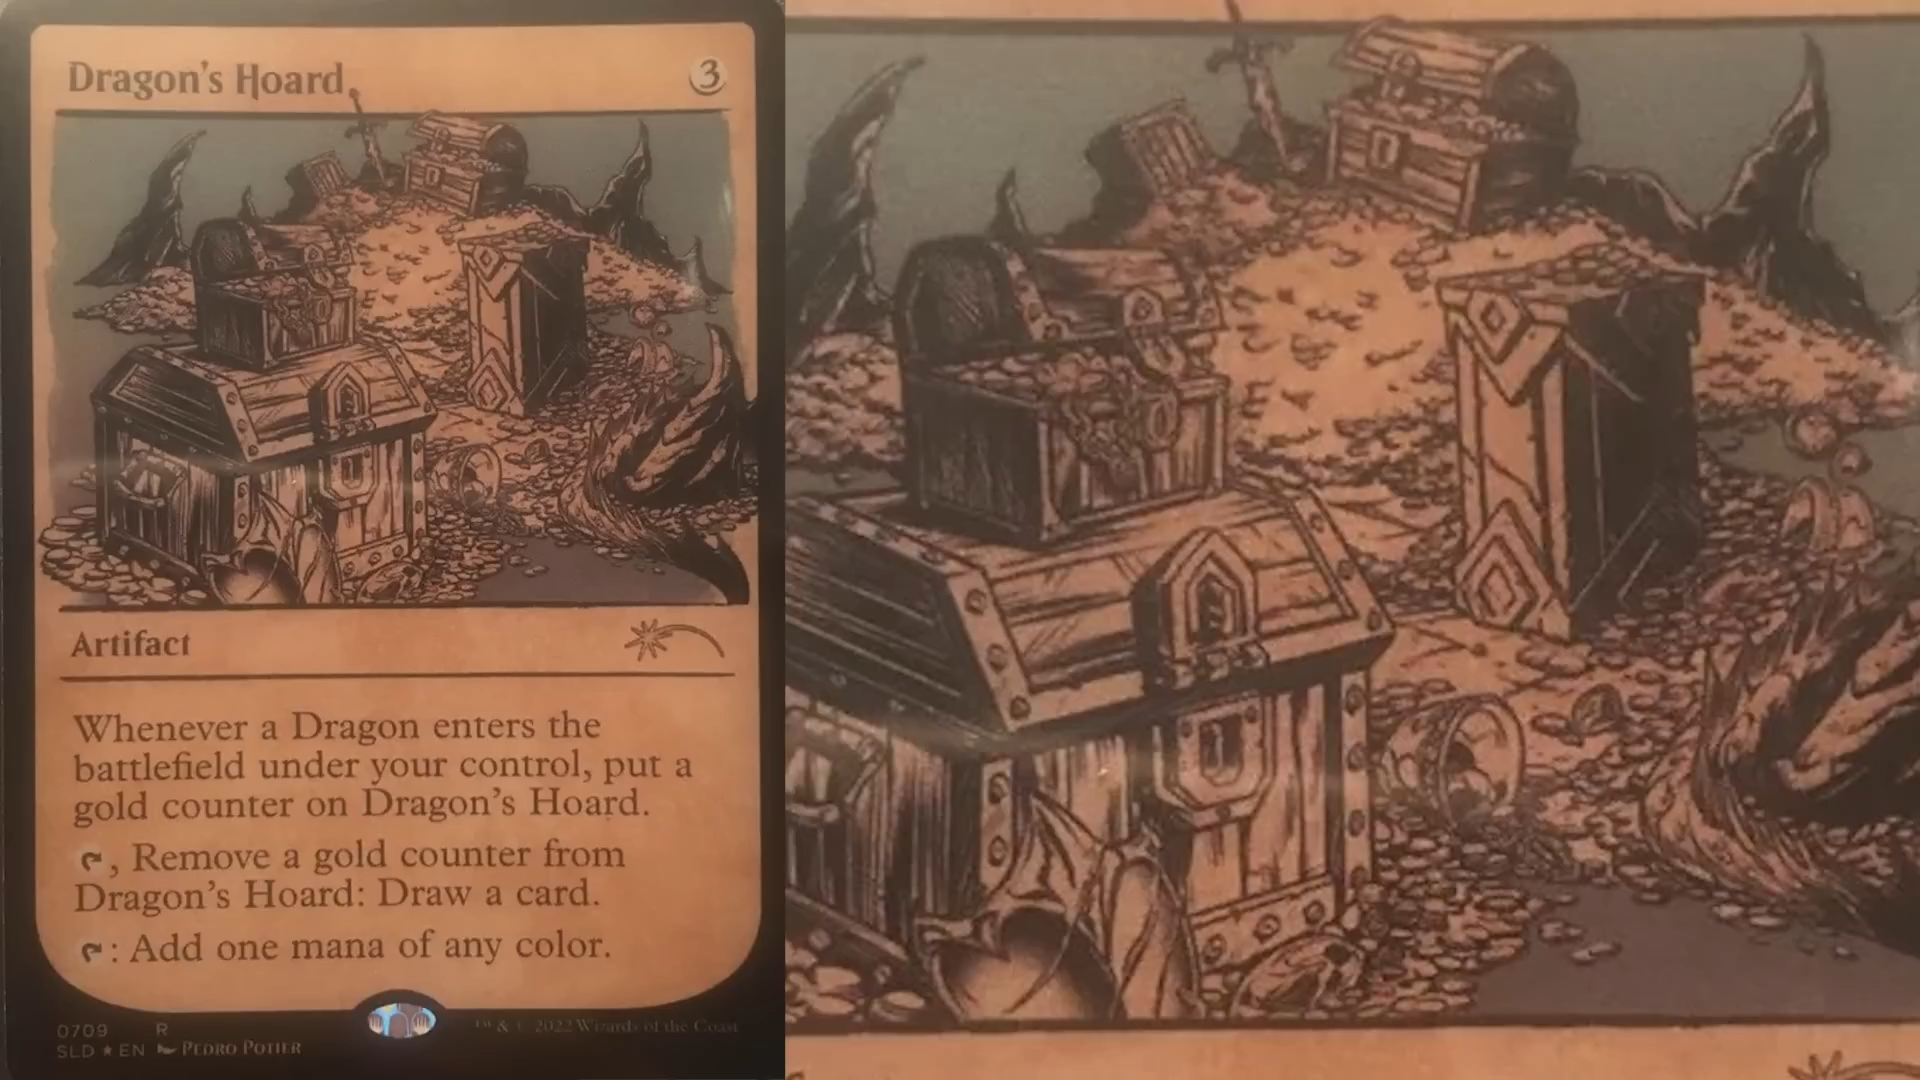 Dragon's Hoard 3
Artifact
Whenever a Dragon enters the
battlefield under your control, put a
gold counter on Dragon's Hoard.
, Remove a gold counter from
Dragon's Hoard: Draw a card.
: Add one mana of any color.
0709 R
™ & © 2022 Wizards of the Coast
SLD ★ EN PEDRO POTIER